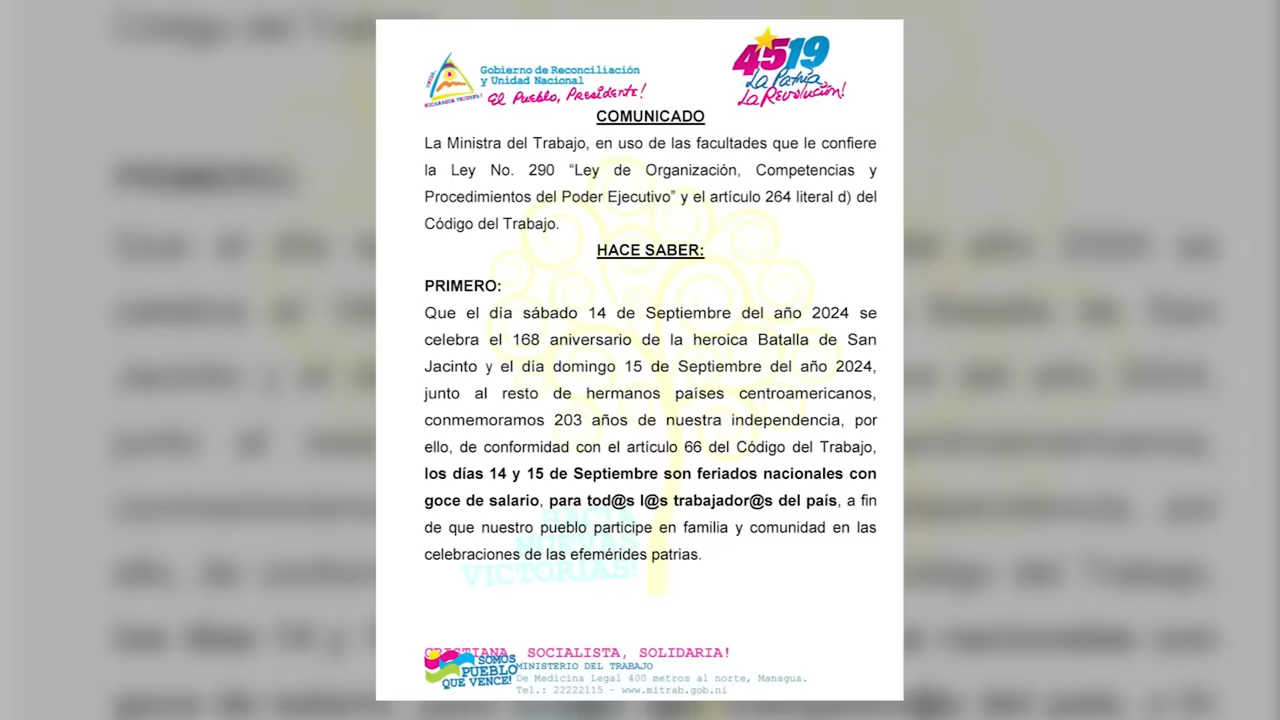 Gobierno de Reconciliación
y Unidad Nacional
El Pueblo, Presidente!
4519
La Patria,
La Revolución!
COMUNICADO
La Ministra del Trabajo, en uso de las facultades que le confiere
la Ley No. 290 “Ley de Organización, Competencias y
Procedimientos del Poder Ejecutivo” y el artículo 264 literal d) del
Código del Trabajo.
HACE SABER:
PRIMERO:
Que el día sábado 14 de Septiembre del año 2024 se
celebra el 168 aniversario de la heroica Batalla de San
Jacinto y el día domingo 15 de Septiembre del año 2024,
junto al resto de hermanos países centroamericanos,
conmemoramos 203 años de nuestra independencia, por
ello, de conformidad con el artículo 66 del Código del Trabajo,
los días 14 y 15 de Septiembre son feriados nacionales con
goce de salario, para tod@s l@s trabajador@s del país, a fin
de que nuestro pueblo participe en familia y comunidad en las
celebraciones de las efemérides patrias.
HACIA
NUEVAS
VICTORIAS!
CRISTIANA, SOCIALISTA, SOLIDARIA!
SOMOS
PUEBLO
QUE VENCE!
MINISTERIO DEL TRABAJO
De Medicina Legal 400 metros al norte, Managua.
Tel.: 22222115 – www.mitrab.gob.ni